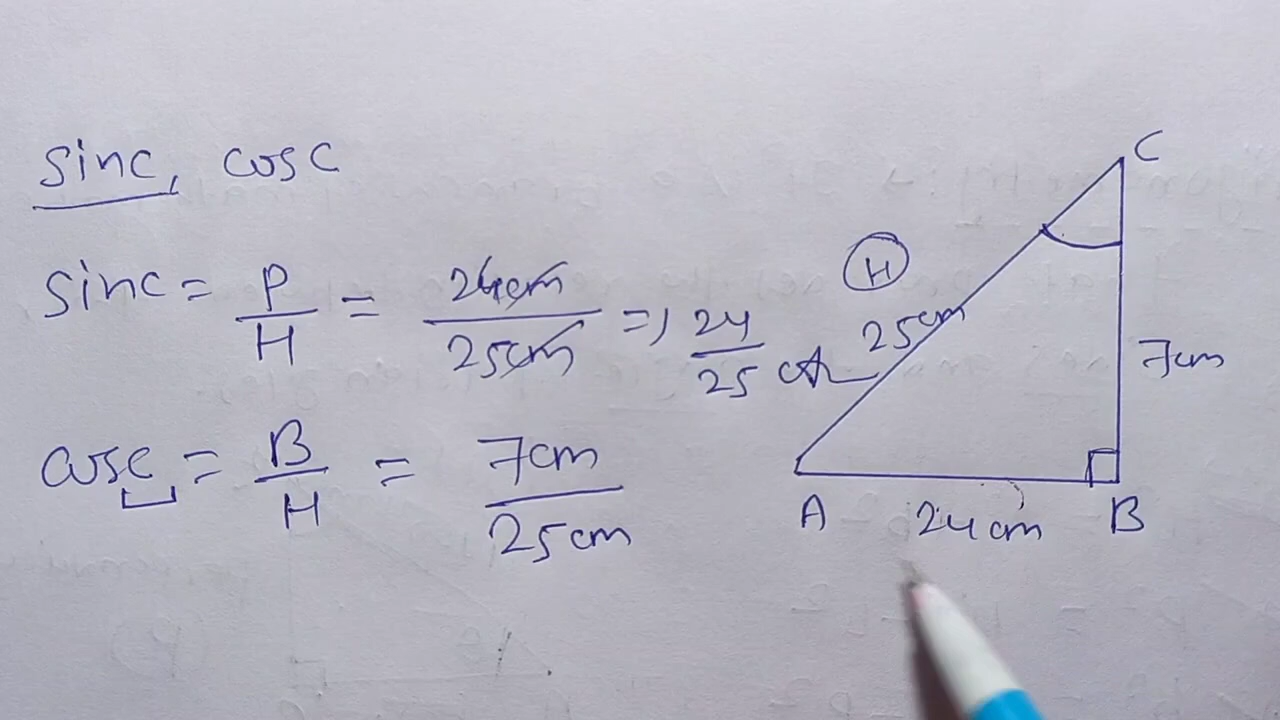 sinc, cosc
sinc = P/H = 24cm/25cm =) 24/25
cosc = B/H = 7cm/25cm
C
H
25cm
7cm
A
24cm
B